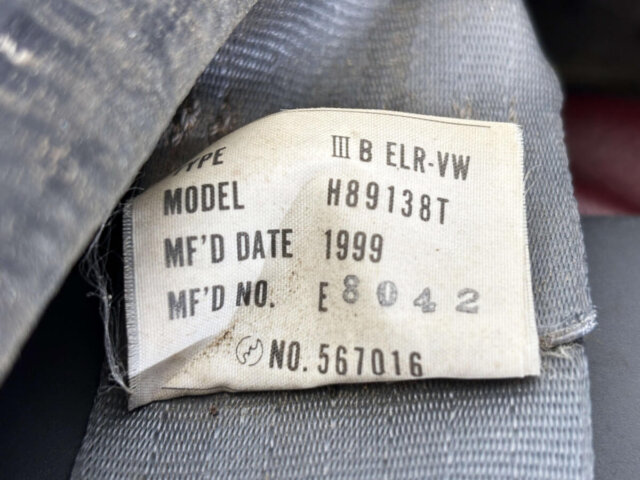 TYPE III B ELR-VW
MODEL H89138T
MF'D DATE 1999
MF'D NO. E 8042
NO. 567016